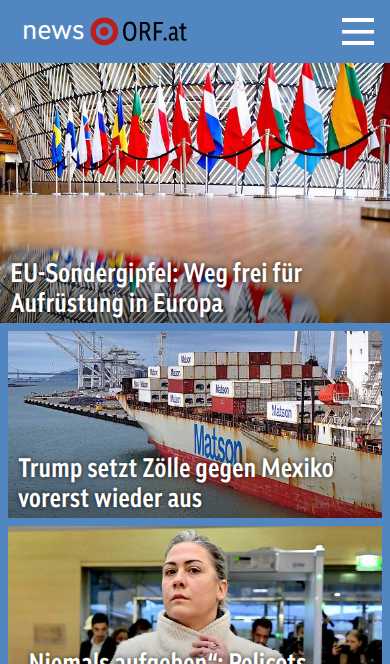 news ORF.at
EU-Sondergipfel: Weg frei für
Aufrüstung in Europa
Matson
Matson
Matson
Matson
Trump setzt Zölle gegen Mexiko
vorerst wieder aus
Niemals aufgeben“: Pelicots